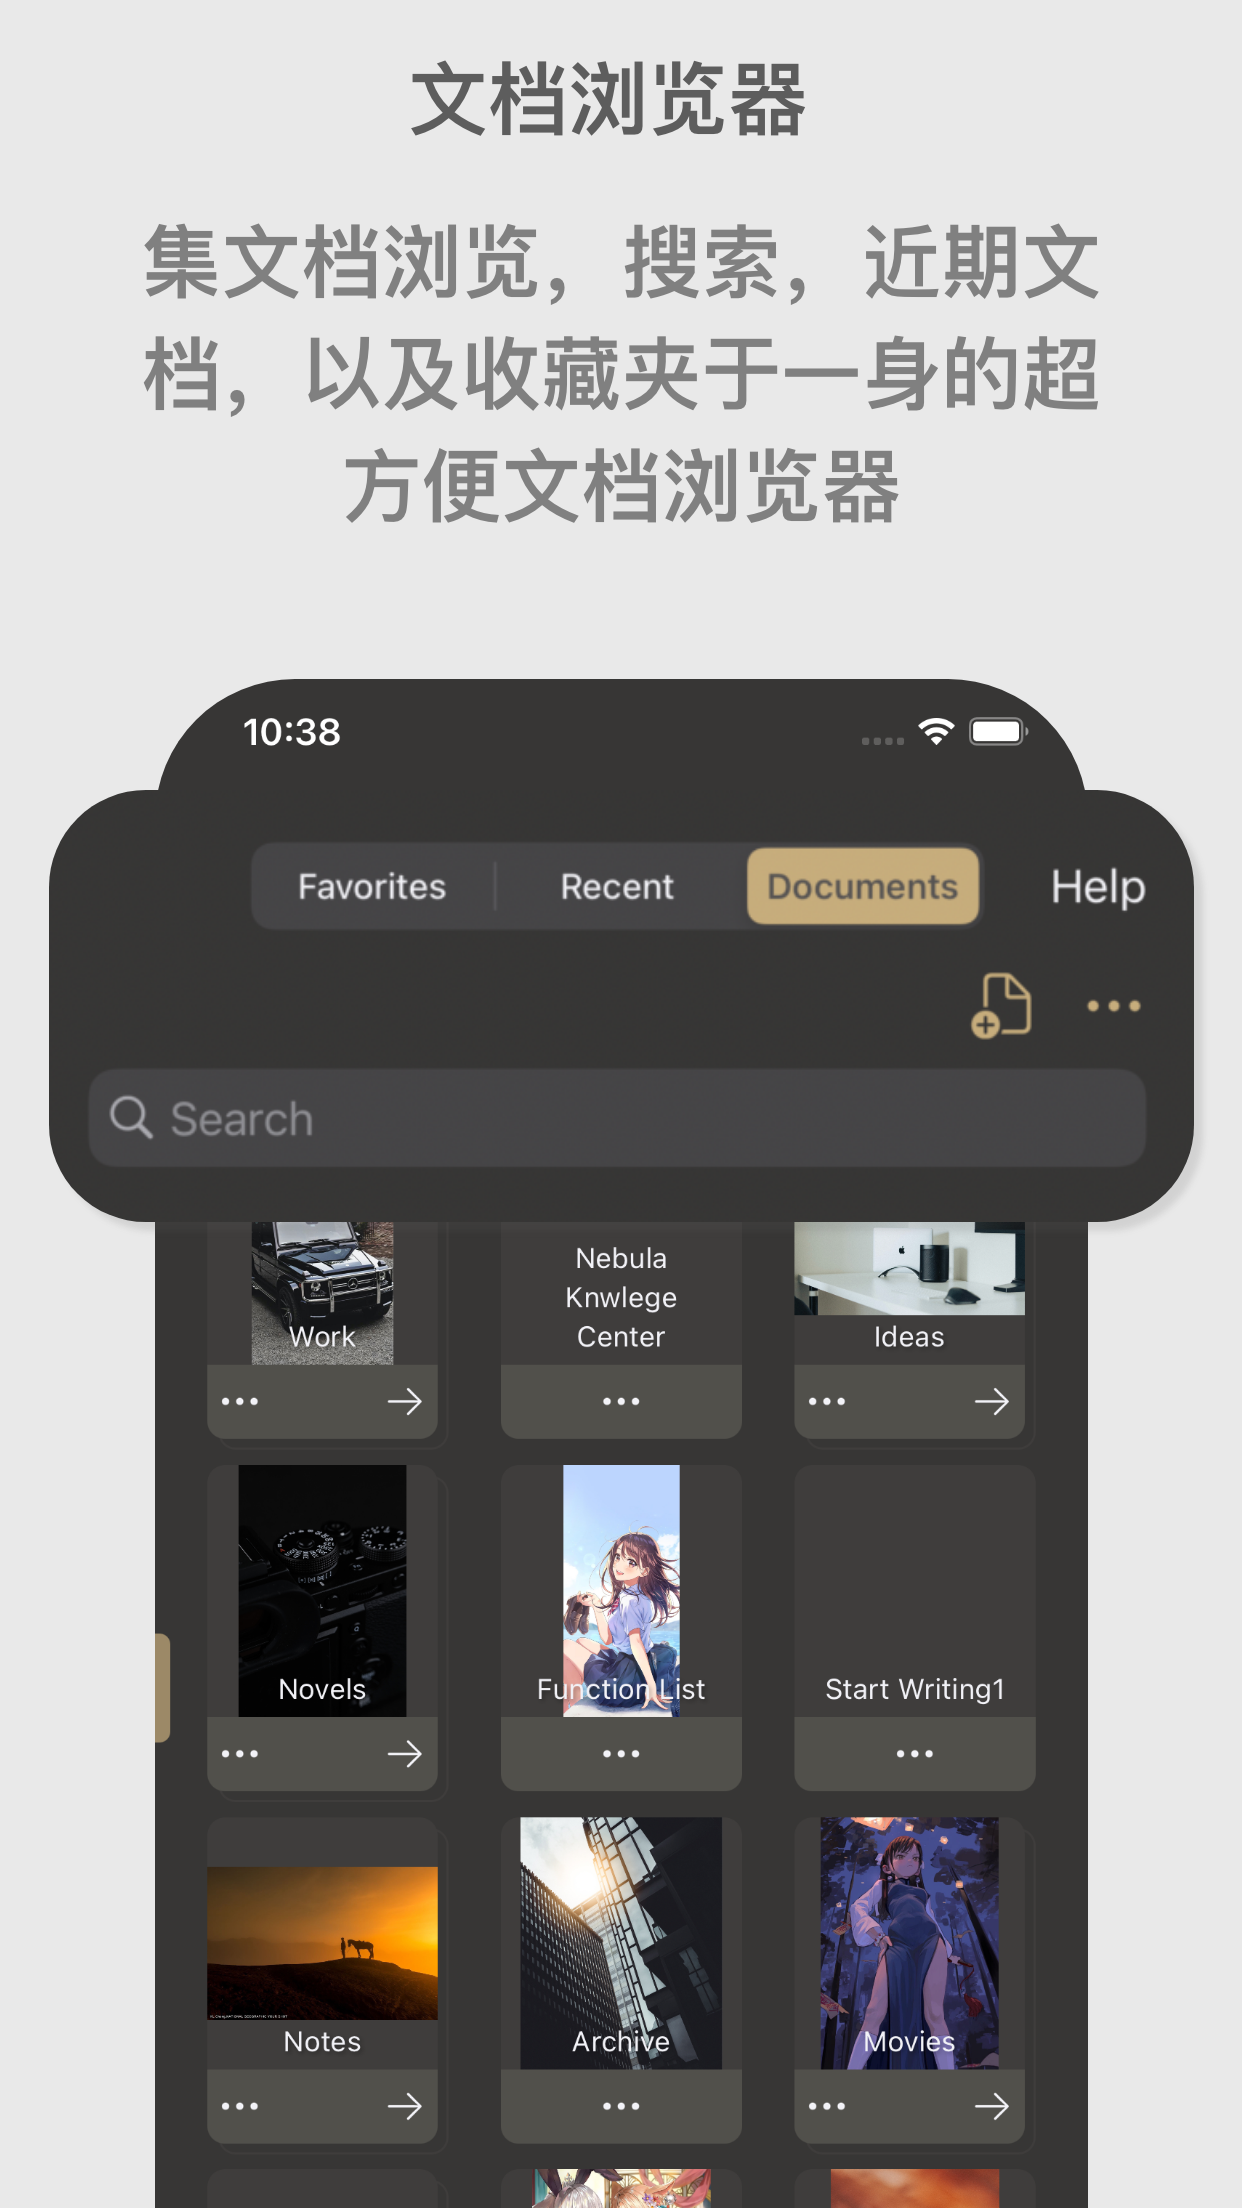 文档浏览器
集文档浏览，搜索，近期文
档，以及收藏夹于一身的超
方便文档浏览器
10:38
Favorites Recent Documents Help
Search
Nebula
Knwlege
Work Center Ideas
Novels Function List Start Writing1
Notes Archive Movies